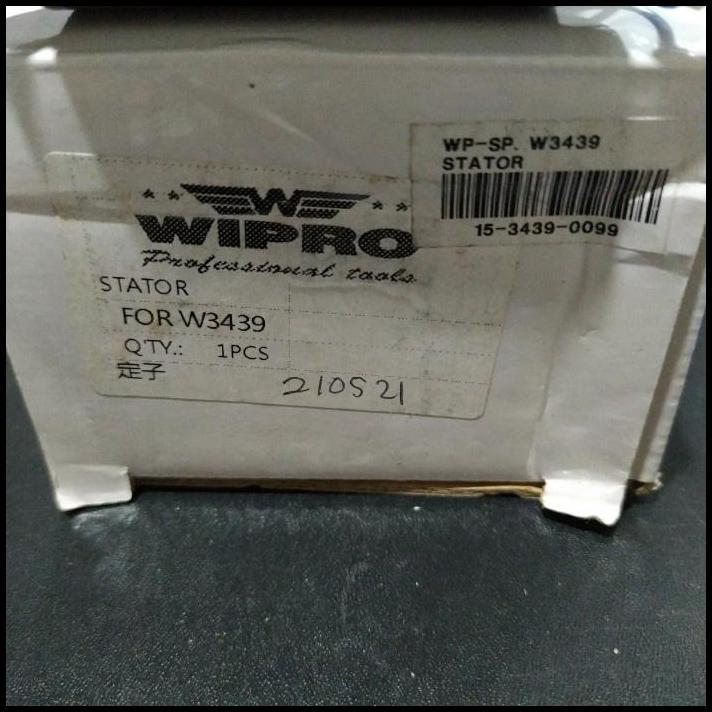 WP-SP. W3439
STATOR
15-3439-0099
W
WIPRO
Professional tools
STATOR
FOR W3439
Q'TY.: 1PCS
定子
210521